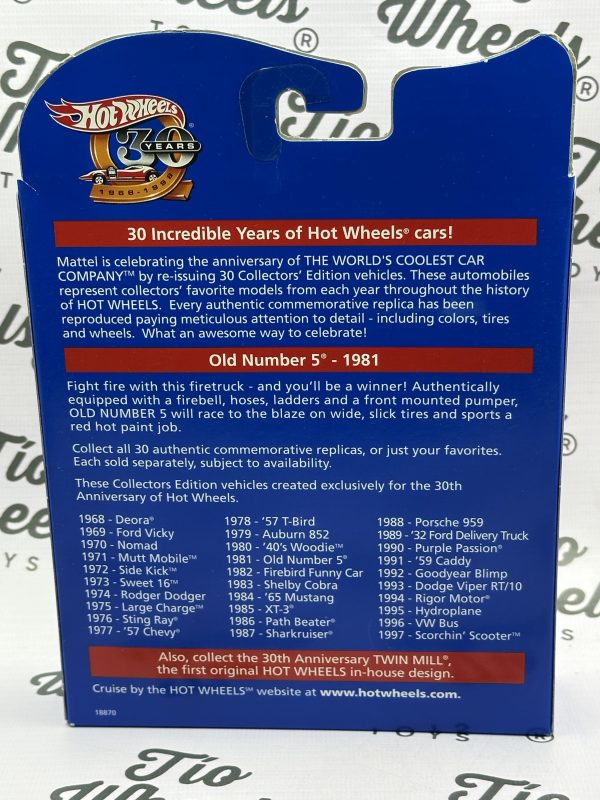 Hot Wheels
30
YEARS
1968-1998
30 Incredible Years of Hot Wheels® cars!
Mattel is celebrating the anniversary of THE WORLD'S COOLEST CAR
COMPANY™ by re-issuing 30 Collectors' Edition vehicles. These automobiles
represent collectors' favorite models from each year throughout the history
of HOT WHEELS. Every authentic commemorative replica has been
reproduced paying meticulous attention to detail - including colors, tires
and wheels. What an awesome way to celebrate!
Old Number 5® - 1981
Fight fire with this firetruck - and you'll be a winner! Authentically
equipped with a firebell, hoses, ladders and a front mounted pumper,
OLD NUMBER 5 will race to the blaze on wide, slick tires and sports a
red hot paint job.
Collect all 30 authentic commemorative replicas, or just your favorites.
Each sold separately, subject to availability.
These Collectors Edition vehicles created exclusively for the 30th
Anniversary of Hot Wheels.
1968 - Deora®
1969 - Ford Vicky
1970 - Nomad
1971 - Mutt Mobile™
1972 - Side Kick™
1973 - Sweet 16™
1974 - Rodger Dodger
1975 - Large Charge™
1976 - Sting Ray®
1977 - '57 Chevy®
1978 - '57 T-Bird
1979 - Auburn 852
1980 - '40's Woodie™
1981 - Old Number 5®
1982 - Firebird Funny Car
1983 - Shelby Cobra
1984 - '65 Mustang
1985 - XT-3®
1986 - Path Beater®
1987 - Sharkruiser®
1988 - Porsche 959
1989 - '32 Ford Delivery Truck
1990 - Purple Passion®
1991 - '59 Caddy
1992 - Goodyear Blimp
1993 - Dodge Viper RT/10
1994 - Rigor Motor®
1995 - Hydroplane
1996 - VW Bus
1997 - Scorchin' Scooter™
Also, collect the 30th Anniversary TWIN MILL®,
the first original HOT WHEELS in-house design.
Cruise by the HOT WHEELS℠ website at www.hotwheels.com.
18870
Tío
Wheels
TOYS ®